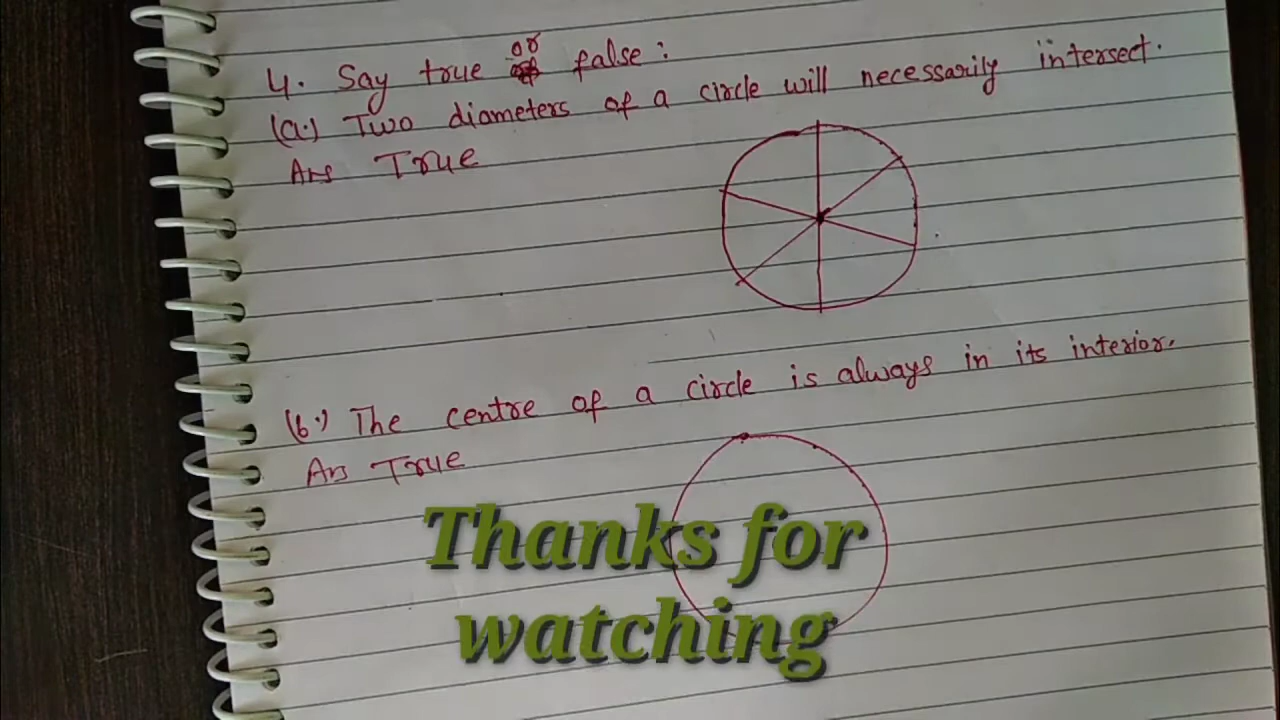 4. Say true or false:
(a.) Two diameters of a circle will necessarily intersect.
Ans True
(b.) The centre of a circle is always in its interior.
Ans True
Thanks for
watching